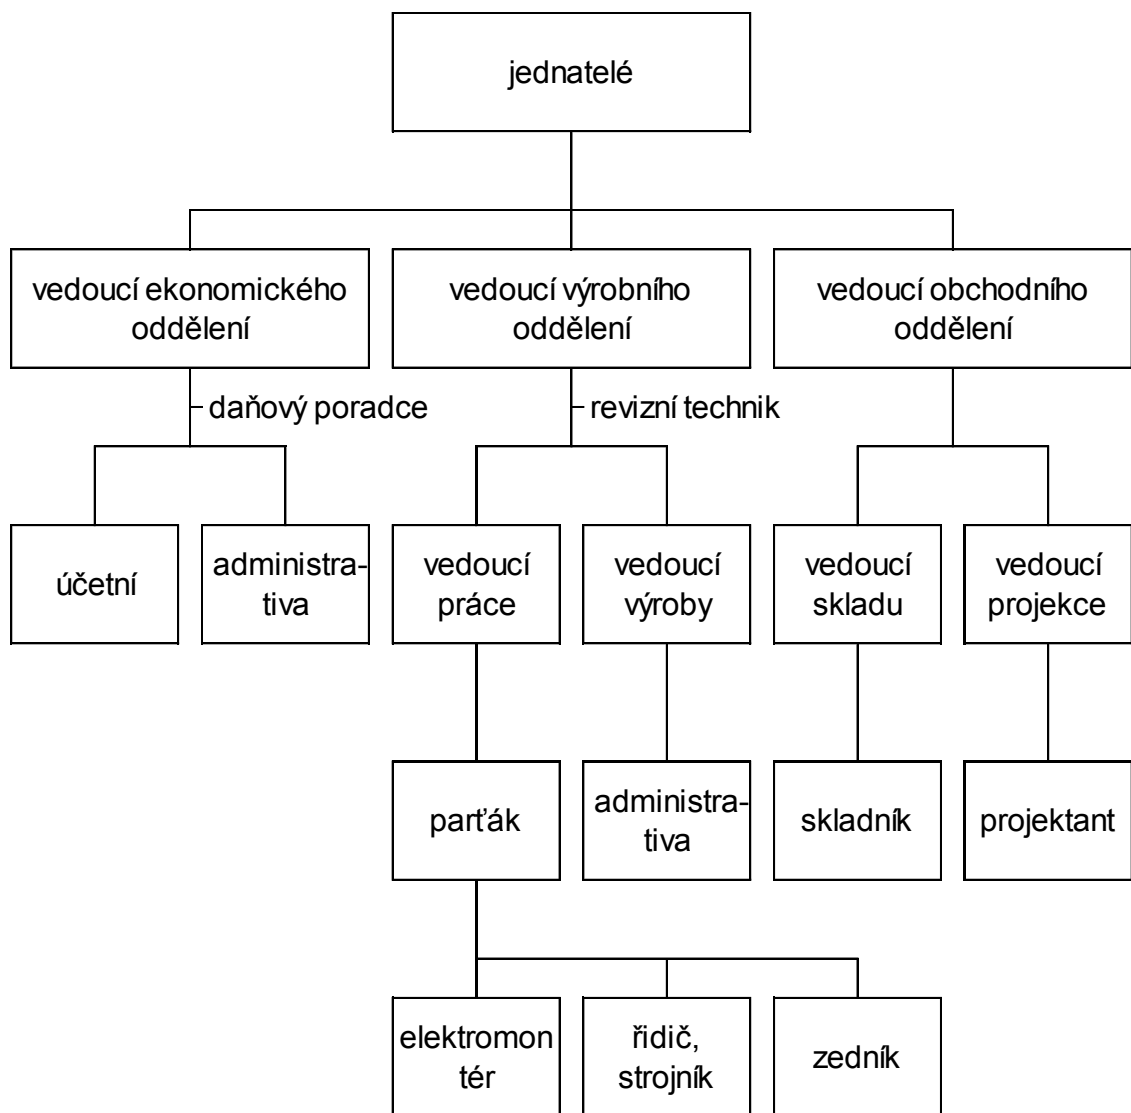 jednatelé
vedoucí ekonomického
oddělení
vedoucí výrobního
oddělení
vedoucí obchodního
oddělení
daňový poradce
revizní technik
účetní
administra-
tiva
vedoucí
práce
vedoucí
výroby
vedoucí
skladu
vedoucí
projekce
parťák
administra-
tiva
skladník
projektant
elektromon
tér
řidič,
strojník
zedník